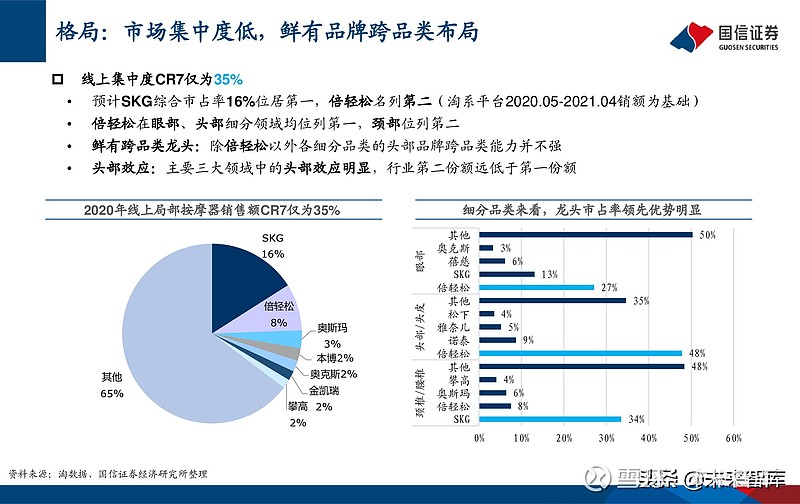 格局：市场集中度低，鲜有品牌跨品类布局
国信证券
GUOSEN SECURITIES
线上集中度CR7仅为35%
• 预计SKG综合市占率16%位居第一，倍轻松名列第二（淘系平台2020.05-2021.04销额为基础）
• 倍轻松在眼部、头部细分领域均位列第一，颈部位列第二
• 鲜有跨品类龙头：除倍轻松以外各细分品类的头部品牌跨品类能力并不强
• 头部效应：主要三大领域中的头部效应明显，行业第二份额远低于第一份额
2020年线上局部按摩器销售额CR7仅为35%
SKG
16%
倍轻松
8%
奥斯玛
3%
本博2%
奥克斯2%
金凯瑞
2%
攀高
2%
其他
65%
细分品类来看，龙头市占率领先优势明显
眼部
其他 50%
奥克斯 3%
蓓慈 6%
SKG 13%
倍轻松 27%
头部/头皮
其他 35%
松下 4%
雅奈儿 5%
诺泰 9%
倍轻松 48%
颈椎/腰椎
其他 48%
攀高 4%
奥斯玛 6%
倍轻松 8%
SKG 34%
0% 10% 20% 30% 40% 50% 60%
资料来源：淘数据、国信证券经济研究所整理